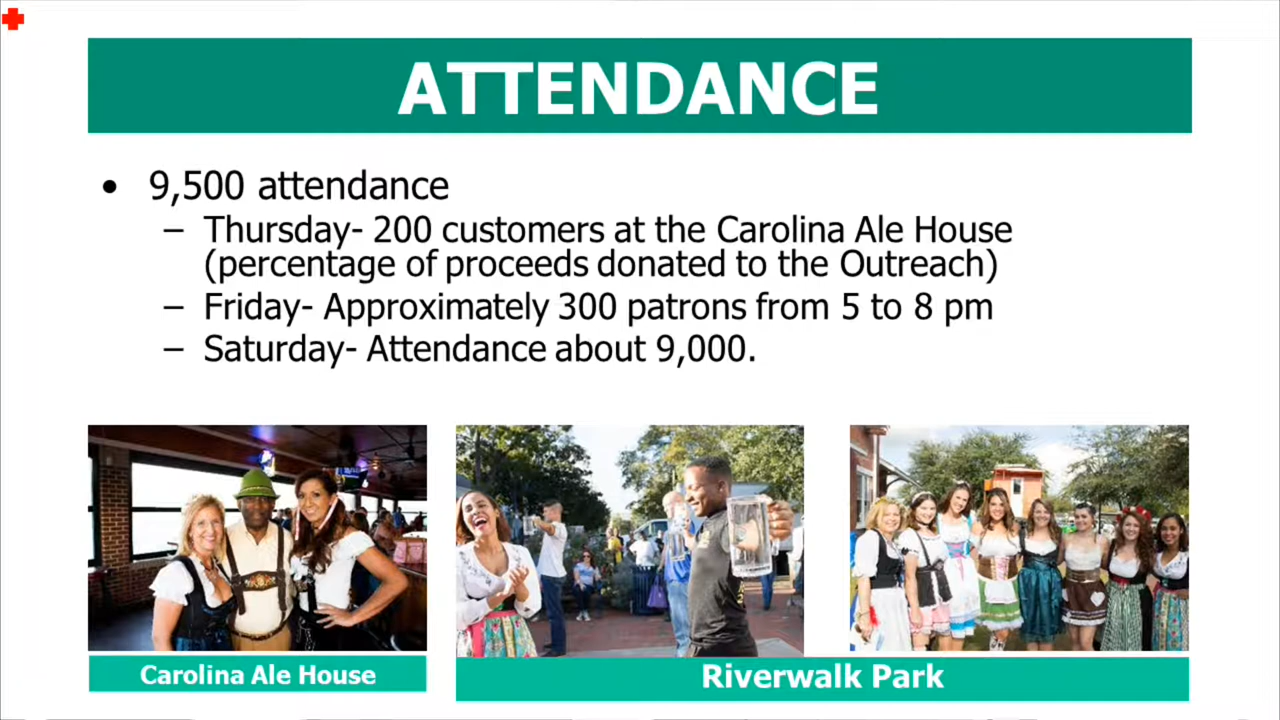 ATTENDANCE
• 9,500 attendance
– Thursday- 200 customers at the Carolina Ale House
(percentage of proceeds donated to the Outreach)
– Friday- Approximately 300 patrons from 5 to 8 pm
– Saturday- Attendance about 9,000.
Carolina Ale House
Riverwalk Park